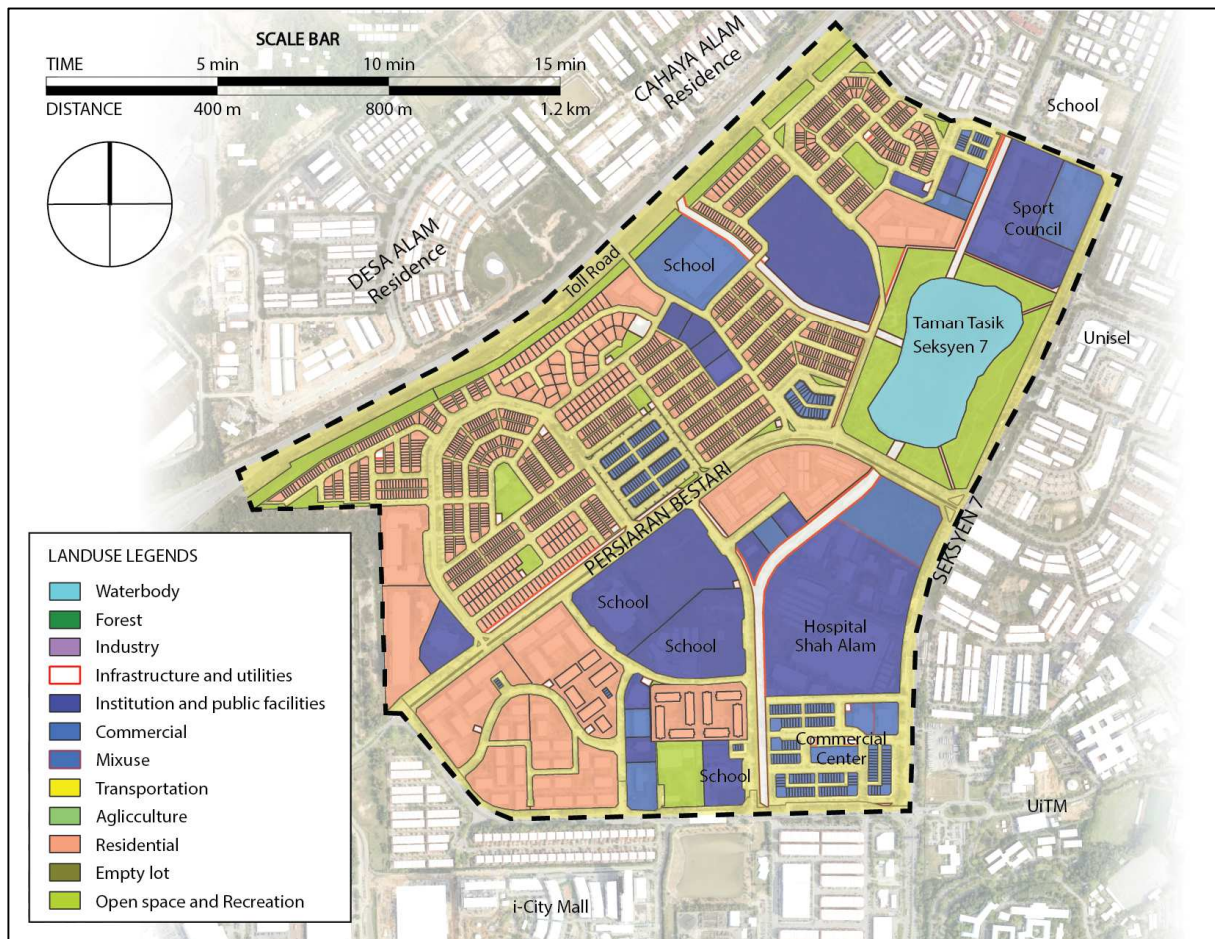 SCALE BAR
TIME 5 min 10 min 15 min
DISTANCE 400 m 800 m 1.2 km
CAHAYA ALAM
Residence
School
Sport
Council
DESA ALAM
Residence
Toll Road
School
Taman Tasik
Seksyen 7
Unisel
PERSIARAN BESTARI
SEKSYEN 7
School
School
Hospital
Shah Alam
Commercial
Center
School
UiTM
i-City Mall
LANDUSE LEGENDS
Waterbody
Forest
Industry
Infrastructure and utilities
Institution and public facilities
Commercial
Mixuse
Transportation
Aglicculture
Residential
Empty lot
Open space and Recreation